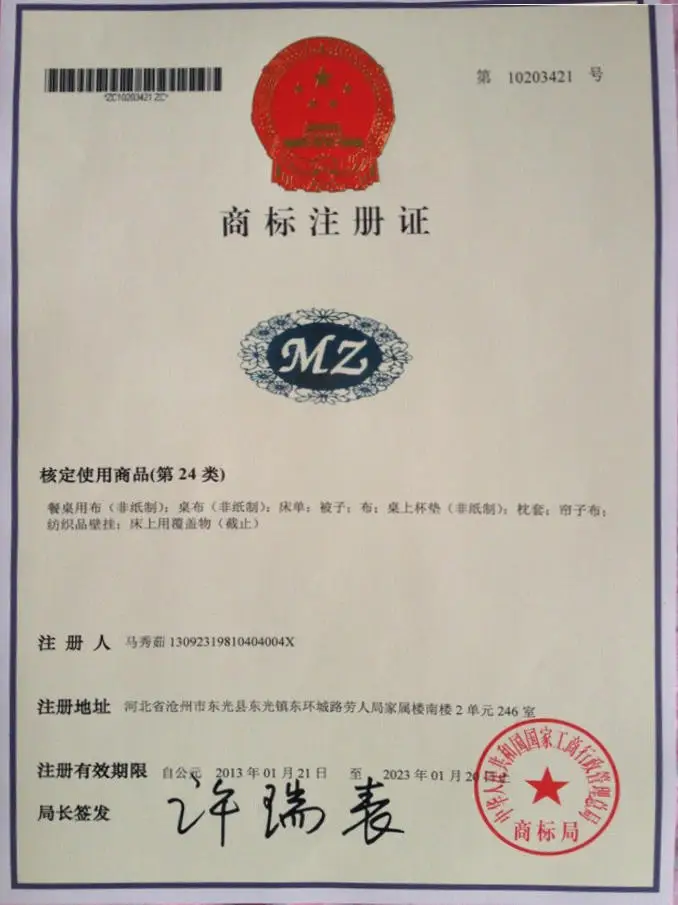 第 10203421 号
*ZC10203421ZC*
商标注册证
MZ
核定使用商品(第 24 类)
餐桌用布（非纸制）；桌布（非纸制）；床单；被子；布；桌上杯垫（非纸制）；枕套；帘子布；
纺织品壁挂；床上用覆盖物（截止）
注 册 人 马秀茹 13092319810404004X
注册地址 河北省沧州市东光县东光镇东环城路劳人局家属楼南楼 2 单元 246 室
注册有效期限 自公元 2013 年 01 月 21 日 至 2023 年 01 月 20 日止
局长签发 许瑞表
中华人民共和国国家工商行政管理总局
商标局